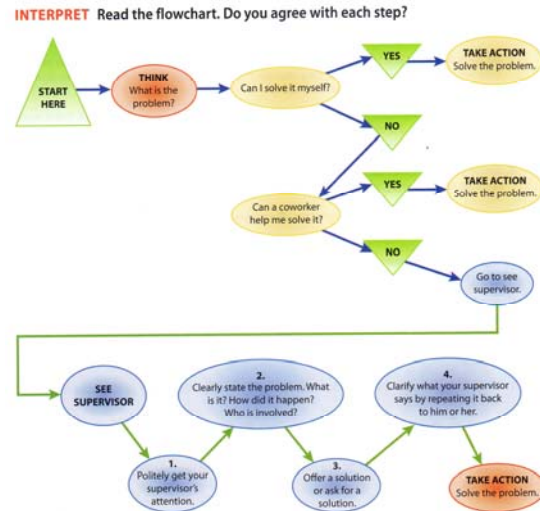 INTERPRET Read the flowchart. Do you agree with each step?
START
HERE
THINK
What is the
problem?
Can I solve it myself?
YES
TAKE ACTION
Solve the problem.
NO
Can a coworker
help me solve it?
YES
TAKE ACTION
Solve the problem.
NO
Go to see
supervisor.
SEE
SUPERVISOR
1.
Politely get your
supervisor's
attention.
2.
Clearly state the problem. What
is it? How did it happen?
Who is involved?
3.
Offer a solution
or ask for a
solution.
4.
Clarify what your supervisor
says by repeating it back
to him or her.
TAKE ACTION
Solve the problem.